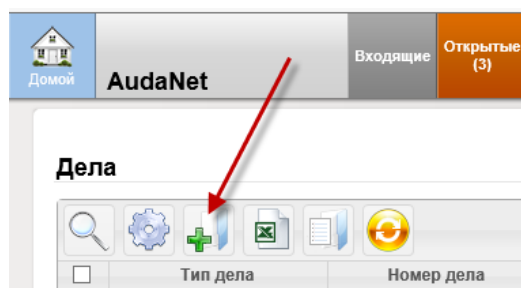 Домой
AudaNet
Входящие
Открытые
(3)
Дела
Тип дела
Номер дела